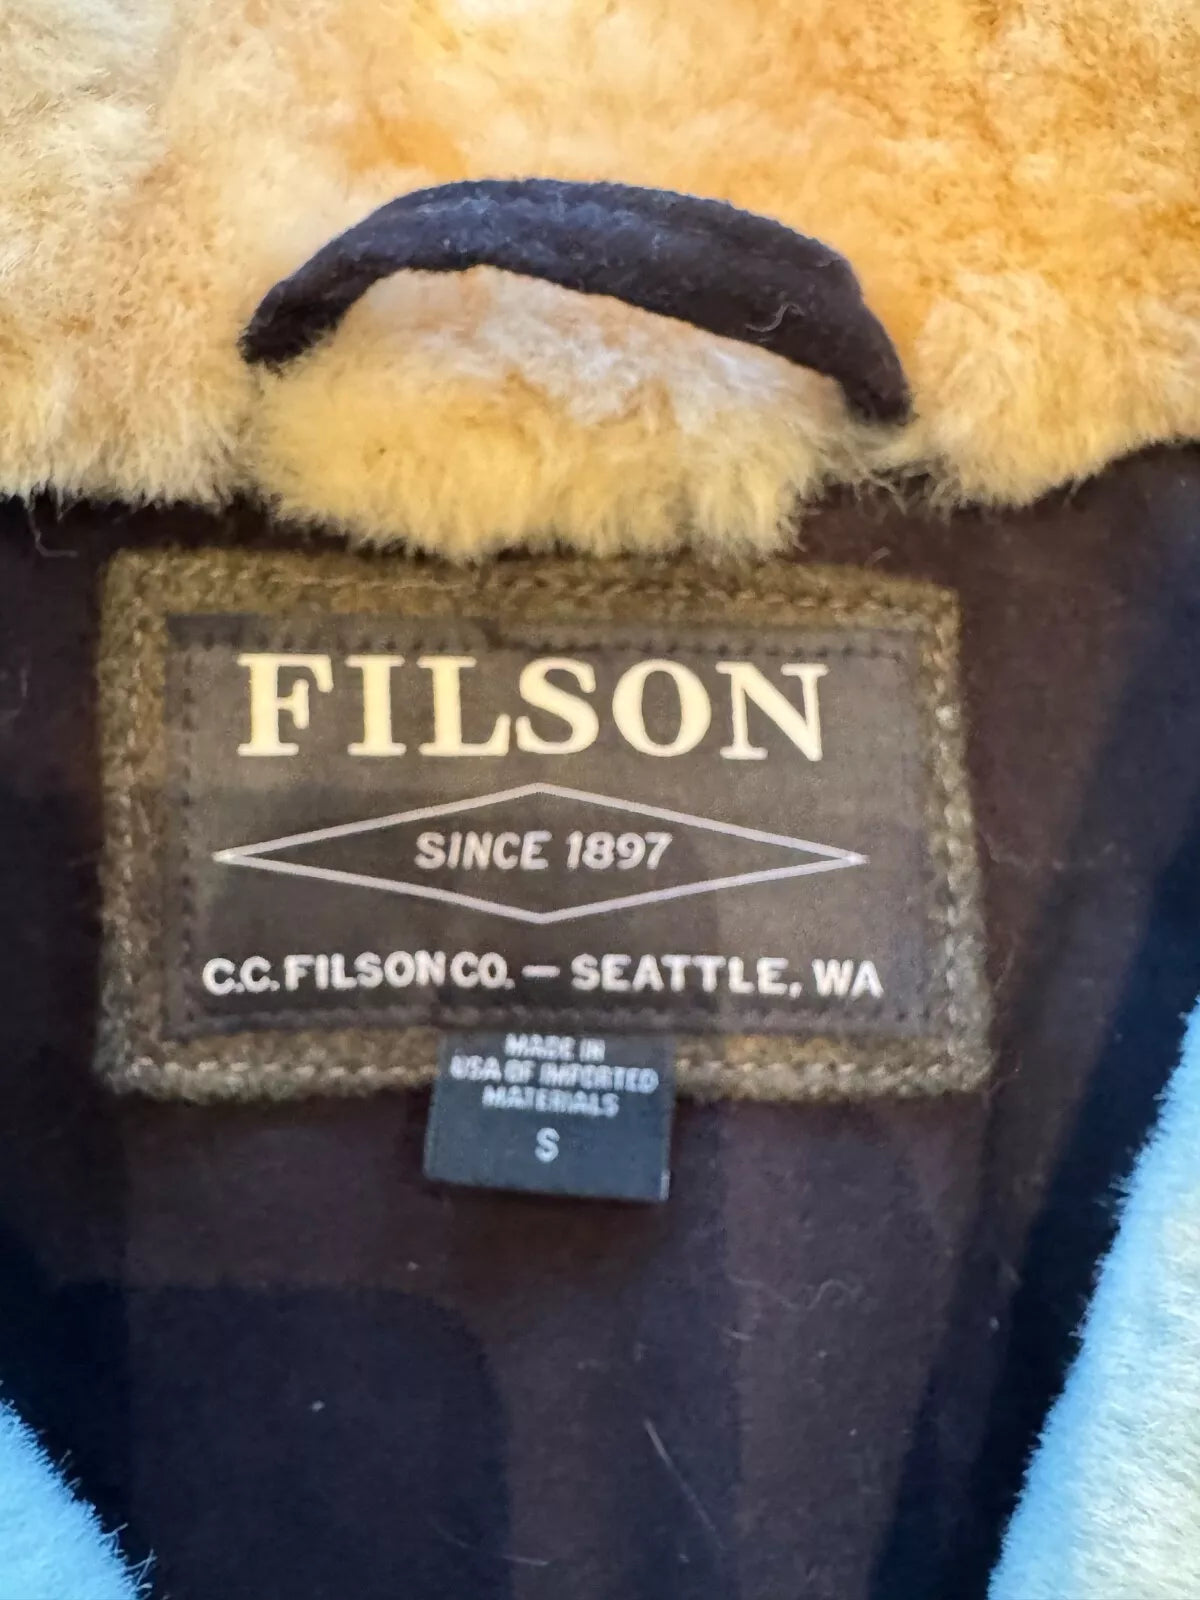 FILSON
SINCE 1897
C.C. FILSON CO. — SEATTLE, WA
MADE IN
USA OF IMPORTED
MATERIALS
S